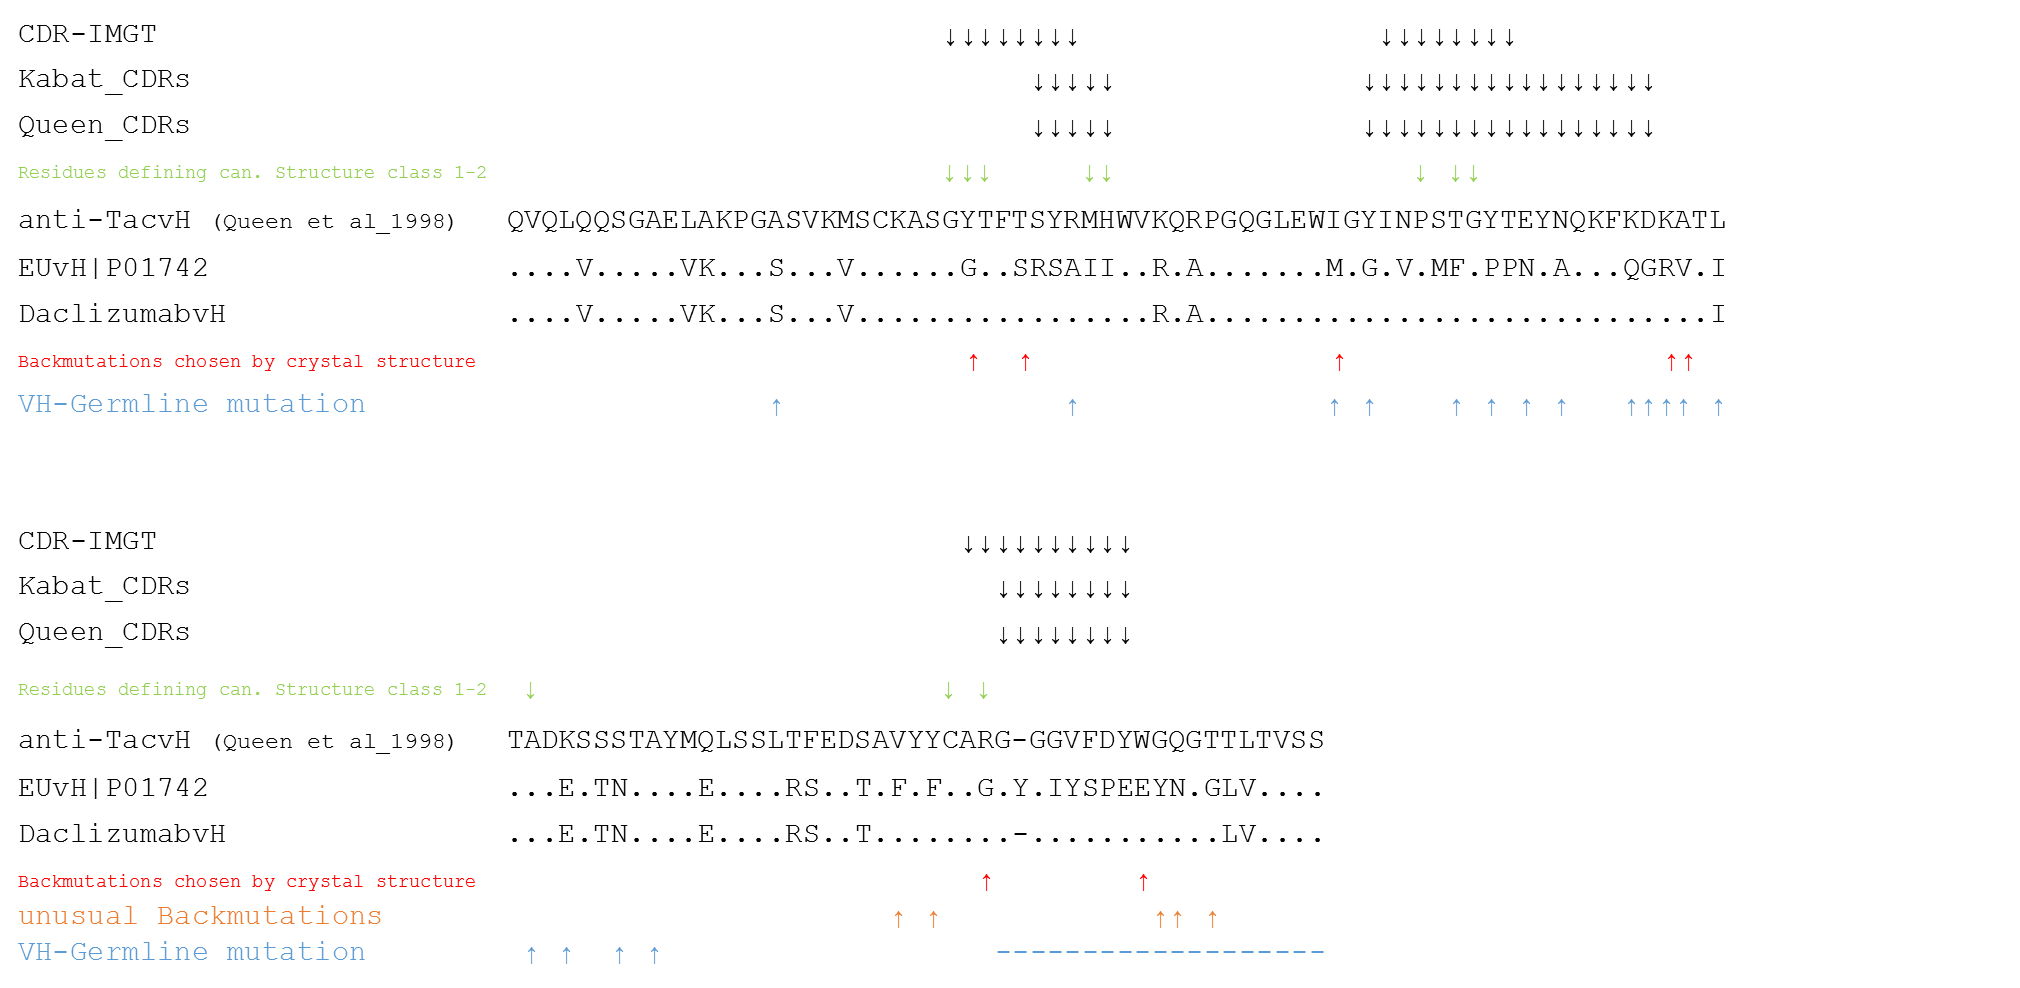 CDR-IMGT ↓↓↓↓↓↓↓↓ ↓↓↓↓↓↓↓↓
Kabat_CDRs ↓↓↓↓↓ ↓↓↓↓↓↓↓↓↓↓↓↓↓↓↓↓↓
Queen_CDRs ↓↓↓↓↓ ↓↓↓↓↓↓↓↓↓↓↓↓↓↓↓↓↓
Residues defining can. Structure class 1-2 ↓↓↓ ↓↓ ↓ ↓↓
anti-TacvH (Queen et al_1998) QVQLQQSGAELAKPGASVKMSCKASGYTFTSYRMHWVKQRPGQGLEWIGYINPSTGYTEYNQKFKDKATL
EUvH|P01742 ....V.....VK...S...V......G..SRSAII..R.A.......M.G.V.MF.PPN.A...QGRV.I
DaclizumabvH ....V.....VK...S...V.................R.A.............................I
Backmutations chosen by crystal structure ↑ ↑ ↑ ↑↑
VH-Germline mutation ↑ ↑ ↑ ↑ ↑ ↑ ↑ ↑ ↑↑↑↑ ↑
CDR-IMGT ↓↓↓↓↓↓↓↓↓↓
Kabat_CDRs ↓↓↓↓↓↓↓↓
Queen_CDRs ↓↓↓↓↓↓↓↓
Residues defining can. Structure class 1-2 ↓ ↓ ↓
anti-TacvH (Queen et al_1998) TADKSSSTAYMQLSSLTFEDSAVYYCARG-GGVFDYWGQGTTLTVSS
EUvH|P01742 ...E.TN....E....RS..T.F.F..G.Y.IYSPEEYN.GLV....
DaclizumabvH ...E.TN....E....RS..T........-...........LV....
Backmutations chosen by crystal structure ↑ ↑
unusual Backmutations ↑ ↑ ↑↑ ↑
VH-Germline mutation ↑ ↑ ↑ ↑ -------------------